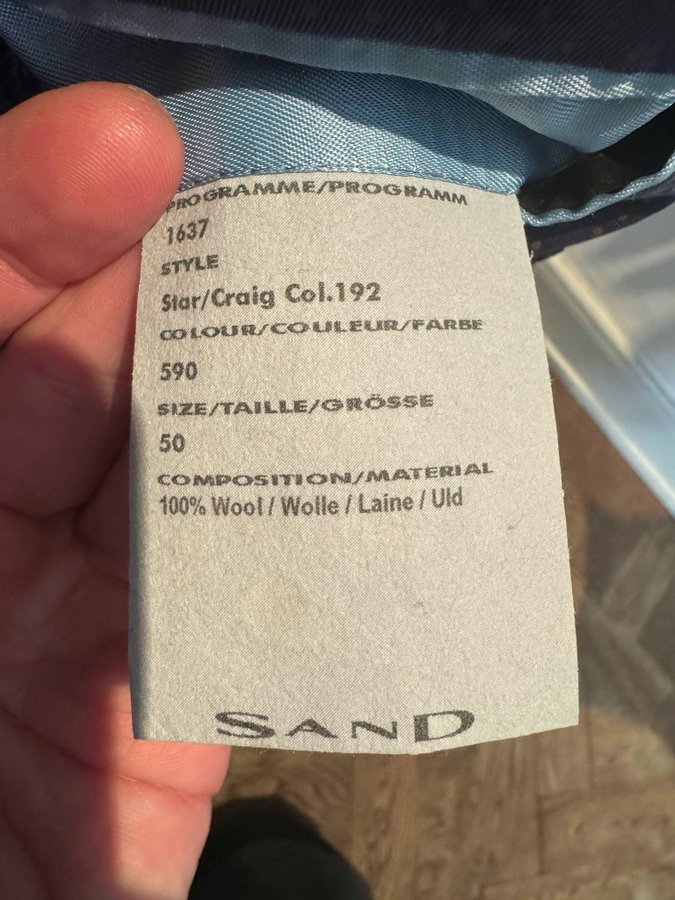 PROGRAMME/PROGRAMM
1637
STYLE
Star/Craig Col.192
COLOUR/COULEUR/FARBE
590
SIZE/TAILLE/GRÖSSE
50
COMPOSITION/MATERIAL
100% Wool / Wolle / Laine / Uld
SAND